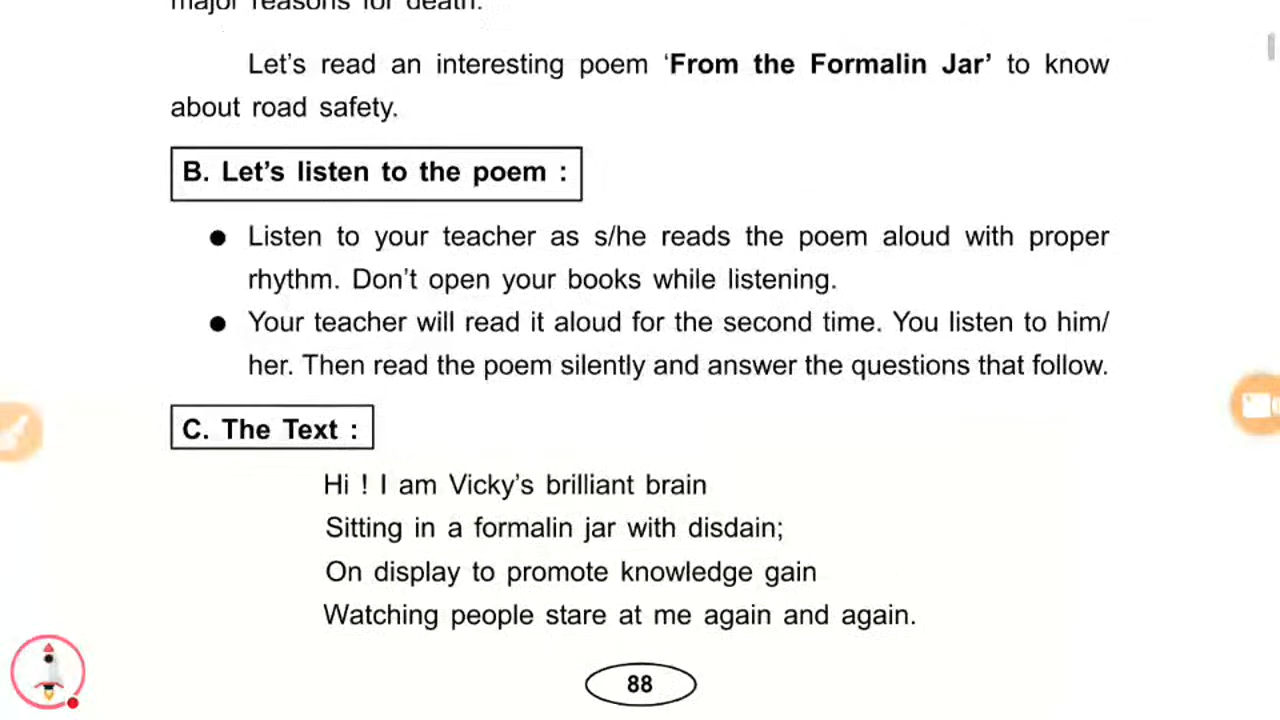 major reasons for death.
Let's read an interesting poem ‘From the Formalin Jar’ to know
about road safety.
B. Let’s listen to the poem :
● Listen to your teacher as s/he reads the poem aloud with proper
rhythm. Don’t open your books while listening.
● Your teacher will read it aloud for the second time. You listen to him/
her. Then read the poem silently and answer the questions that follow.
C. The Text :
Hi ! I am Vicky’s brilliant brain
Sitting in a formalin jar with disdain;
On display to promote knowledge gain
Watching people stare at me again and again.
88